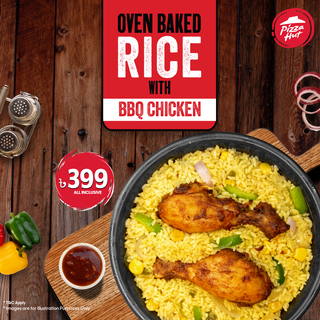 OVEN BAKED
RICE
WITH
BBQ CHICKEN
Pizza
Hut
৳399
ALL INCLUSIVE
* T&C Apply
* Images are for Illustration Purposes Only